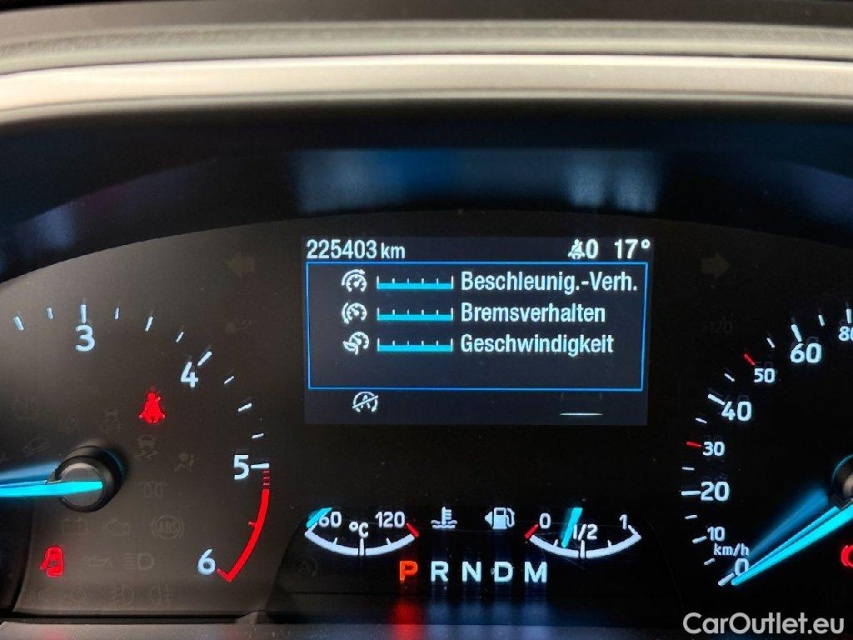 225403 km 40 17°
Beschleunig.-Verh.
Bremsverhalten
Geschwindigkeit
3
4
5
6
60 °C 120
0 1/2 1
P R N D M
80
60
50
40
30
20
10
km/h
0
CarOutlet.eu